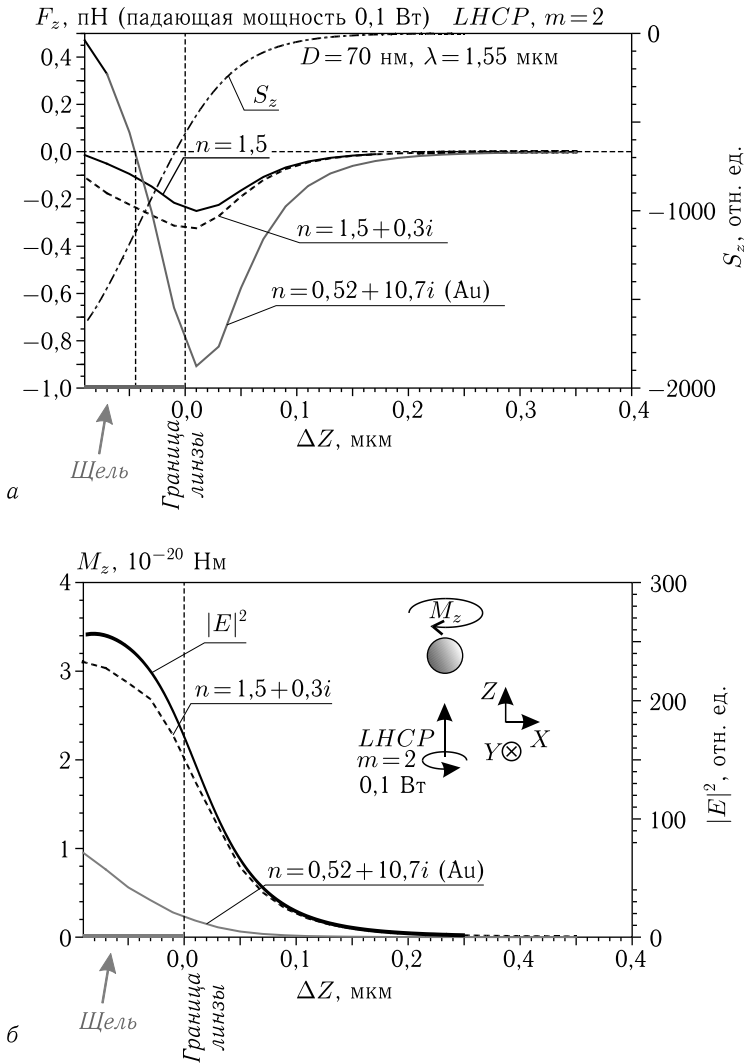 F_z, пН (падающая мощность 0,1 Вт) LHCP, m=2
D=70 нм, λ=1,55 мкм
0,4
0,2
0,0
−0,2
−0,4
−0,6
−0,8
−1,0
S_z
n=1,5
n=1,5+0,3i
n=0,52+10,7i (Au)
0
−1000
−2000
S_z, отн. ед.
0,0 0,1 0,2 0,3 0,4
ΔZ, мкм
Щель
Граница
линзы
а
M_z, 10^−20 Нм
4
3
2
1
0
|E|^2
n=1,5+0,3i
n=0,52+10,7i (Au)
M_z
Z
X
Y
LHCP
m=2
0,1 Вт
300
200
100
0
|E|^2, отн. ед.
0,0 0,1 0,2 0,4 0,4
ΔZ, мкм
Щель
Граница
линзы
б